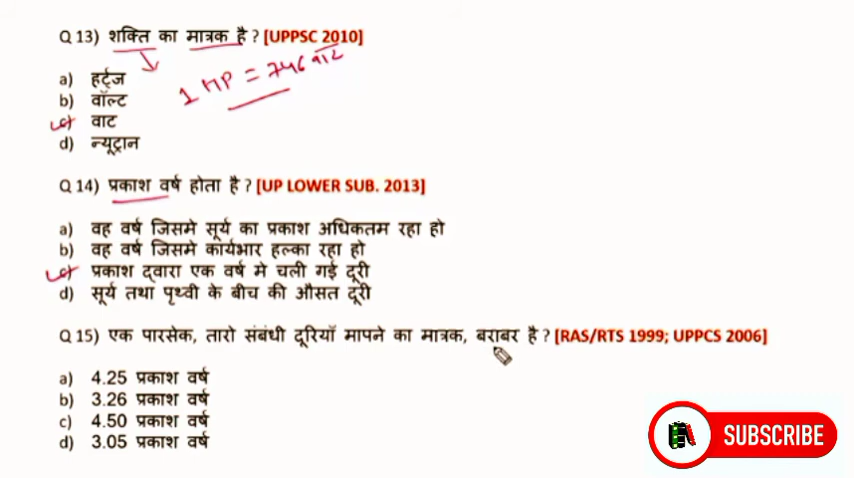 Q 13) शक्ति का मात्रक है ? [UPPSC 2010]
1 HP = 746 वाट
a) हर्ट्ज
b) वॉल्ट
c) वाट
d) न्यूट्रान
Q 14) प्रकाश वर्ष होता है ? [UP LOWER SUB. 2013]
a) वह वर्ष जिसमे सूर्य का प्रकाश अधिकतम रहा हो
b) वह वर्ष जिसमे कार्यभार हल्का रहा हो
c) प्रकाश द्वारा एक वर्ष मे चली गई दूरी
d) सूर्य तथा पृथ्वी के बीच की औसत दूरी
Q 15) एक पारसेक, तारो संबंधी दूरियाँ मापने का मात्रक, बराबर है ? [RAS/RTS 1999; UPPCS 2006]
a) 4.25 प्रकाश वर्ष
b) 3.26 प्रकाश वर्ष
c) 4.50 प्रकाश वर्ष
d) 3.05 प्रकाश वर्ष
SUBSCRIBE